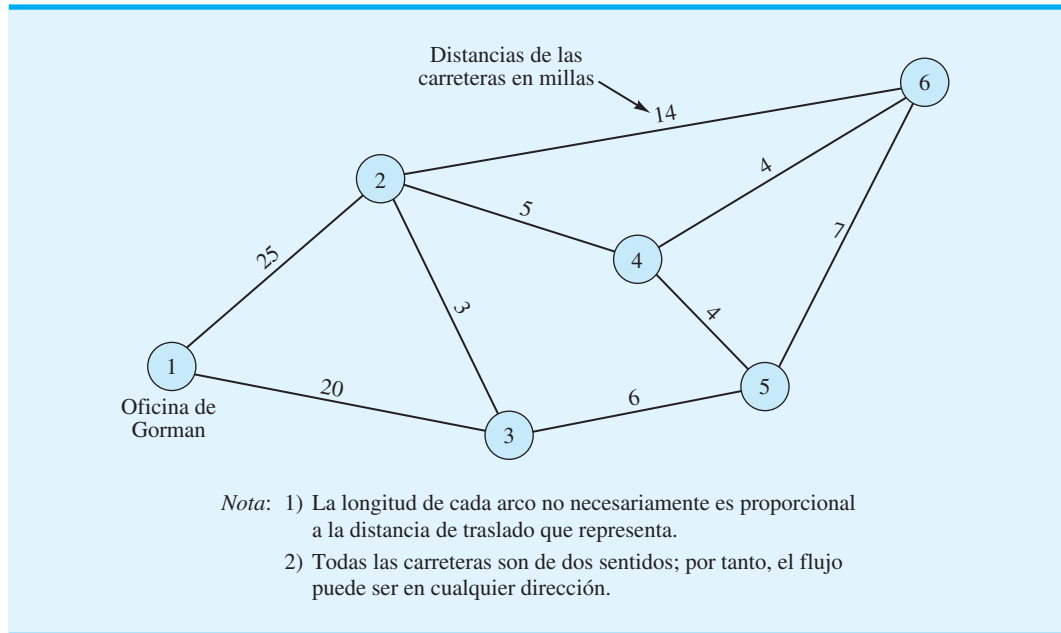 Distancias de las
carreteras en millas
6
14
2
4
5
7
4
25
3
4
1
20
6
5
Oficina de
Gorman
3
Nota: 1) La longitud de cada arco no necesariamente es proporcional
a la distancia de traslado que representa.
2) Todas las carreteras son de dos sentidos; por tanto, el flujo
puede ser en cualquier dirección.